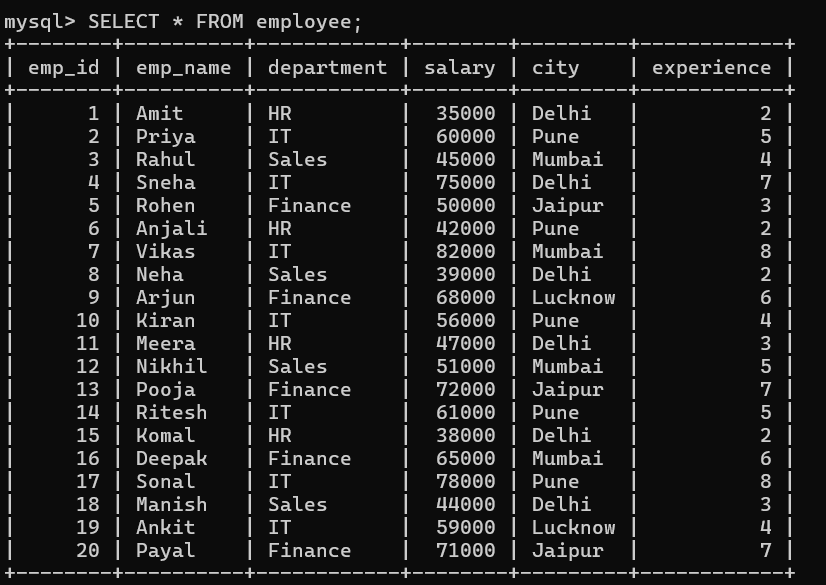 mysql> SELECT * FROM employee;
+--------+----------+------------+--------+---------+------------+
| emp_id | emp_name | department | salary | city    | experience |
+--------+----------+------------+--------+---------+------------+
|      1 | Amit     | HR         |  35000 | Delhi   |          2 |
|      2 | Priya    | IT         |  60000 | Pune    |          5 |
|      3 | Rahul    | Sales      |  45000 | Mumbai  |          4 |
|      4 | Sneha    | IT         |  75000 | Delhi   |          7 |
|      5 | Rohen    | Finance    |  50000 | Jaipur  |          3 |
|      6 | Anjali   | HR         |  42000 | Pune    |          2 |
|      7 | Vikas    | IT         |  82000 | Mumbai  |          8 |
|      8 | Neha     | Sales      |  39000 | Delhi   |          2 |
|      9 | Arjun    | Finance    |  68000 | Lucknow |          6 |
|     10 | Kiran    | IT         |  56000 | Pune    |          4 |
|     11 | Meera    | HR         |  47000 | Delhi   |          3 |
|     12 | Nikhil   | Sales      |  51000 | Mumbai  |          5 |
|     13 | Pooja    | Finance    |  72000 | Jaipur  |          7 |
|     14 | Ritesh   | IT         |  61000 | Pune    |          5 |
|     15 | Komal    | HR         |  38000 | Delhi   |          2 |
|     16 | Deepak   | Finance    |  65000 | Mumbai  |          6 |
|     17 | Sonal    | IT         |  78000 | Pune    |          8 |
|     18 | Manish   | Sales      |  44000 | Delhi   |          3 |
|     19 | Ankit    | IT         |  59000 | Lucknow |          4 |
|     20 | Payal    | Finance    |  71000 | Jaipur  |          7 |
+--------+----------+------------+--------+---------+------------+